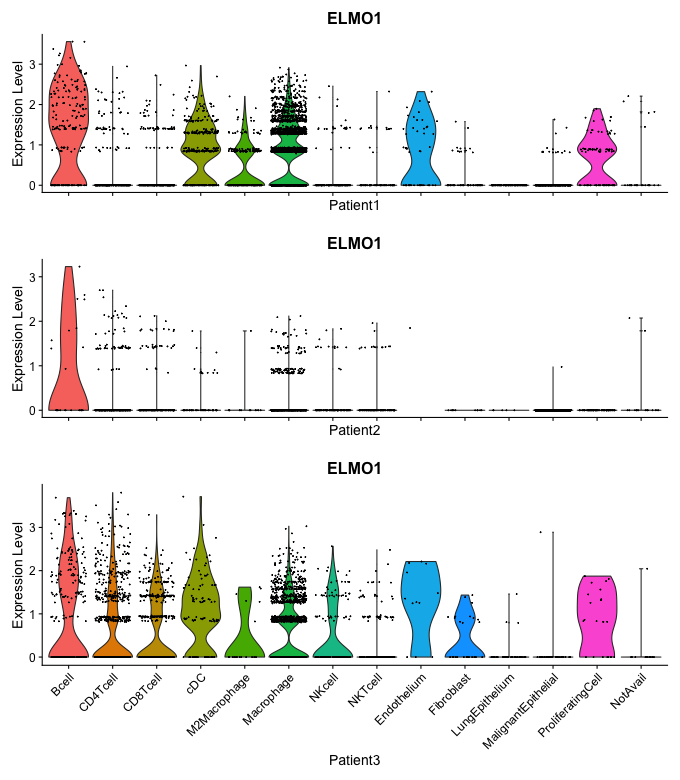 ELMO1
Expression Level
3
2
1
0
Patient1
ELMO1
Expression Level
3
2
1
0
Patient2
ELMO1
Expression Level
3
2
1
0
Bcell
CD4Tcell
CD8Tcell
cDC
M2Macrophage
Macrophage
NKcell
NKTcell
Endothelium
Fibroblast
LungEpithelium
MalignantEpithelial
ProliferatingCell
NotAvail
Patient3